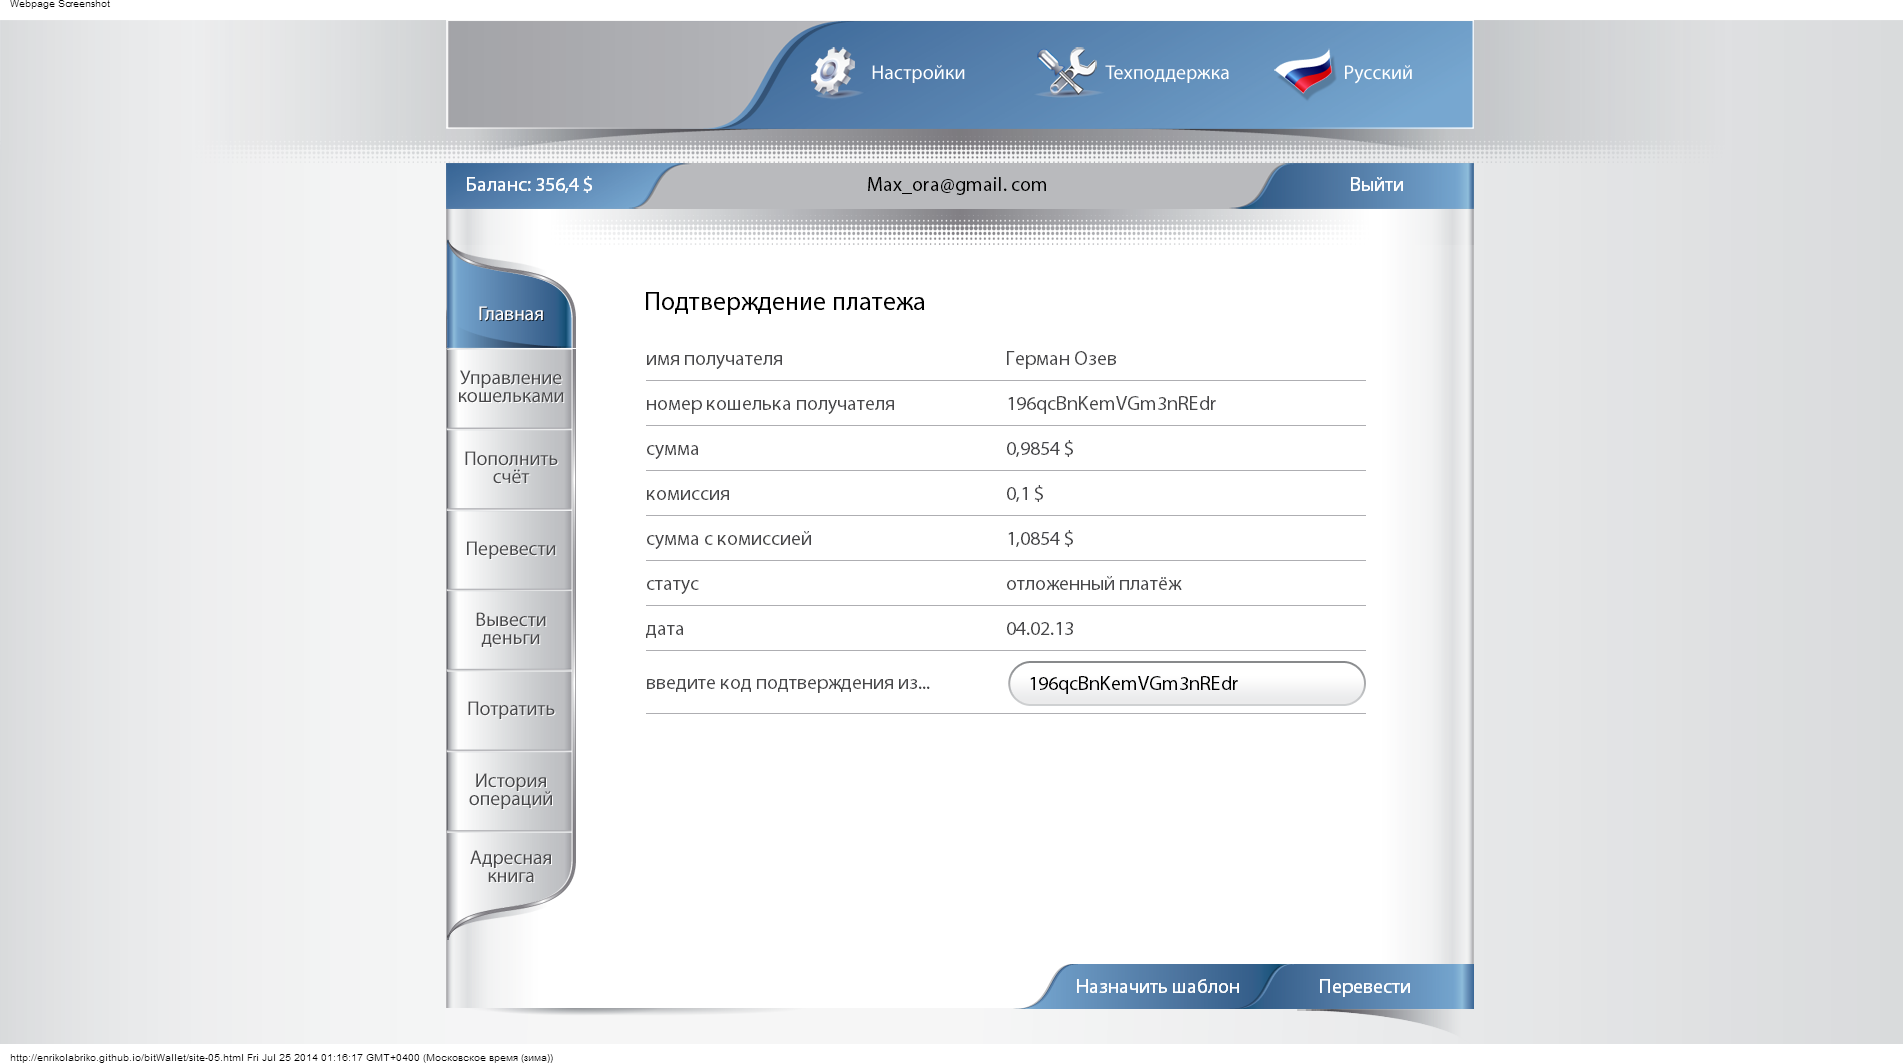 Webpage Screenshot
Настройки
Техподдержка
Русский
Баланс: 356,4 $
Max_ora@gmail. com
Выйти
Главная
Управление
кошельками
Пополнить
счёт
Перевести
Вывести
деньги
Потратить
История
операций
Адресная
книга
Подтверждение платежа
имя получателя Герман Озев
номер кошелька получателя 196qcBnKemVGm3nREdr
сумма 0,9854 $
комиссия 0,1 $
сумма с комиссией 1,0854 $
статус отложенный платёж
дата 04.02.13
введите код подтверждения из... 196qcBnKemVGm3nREdr
Назначить шаблон
Перевести
http://enrikolabriko.github.io/bitWallet/site-05.html Fri Jul 25 2014 01:16:17 GMT+0400 (Московское время (зима))